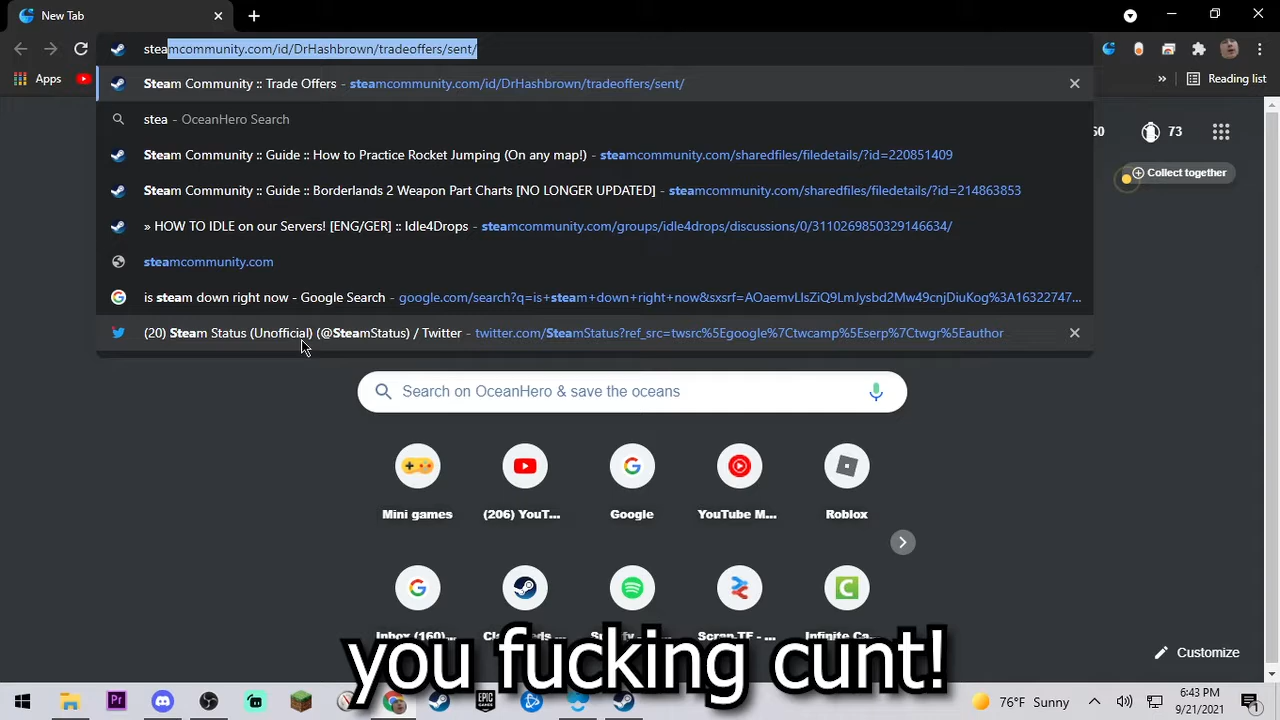 New Tab
steamcommunity.com/id/DrHashbrown/tradeoffers/sent/
Apps
Reading list
Steam Community :: Trade Offers - steamcommunity.com/id/DrHashbrown/tradeoffers/sent/
stea - OceanHero Search
60
73
Steam Community :: Guide :: How to Practice Rocket Jumping (On any map!) - steamcommunity.com/sharedfiles/filedetails/?id=220851409
Collect together
Steam Community :: Guide :: Borderlands 2 Weapon Part Charts [NO LONGER UPDATED] - steamcommunity.com/sharedfiles/filedetails/?id=214863853
» HOW TO IDLE on our Servers! [ENG/GER] :: Idle4Drops - steamcommunity.com/groups/idle4drops/discussions/0/3110269850329146634/
steamcommunity.com
is steam down right now - Google Search - google.com/search?q=is+steam+down+right+now&sxsrf=AOaemvLlsZiQ9LmJysbd2Mw49cnjDiuKog%3A16322747...
(20) Steam Status (Unofficial) (@SteamStatus) / Twitter - twitter.com/SteamStatus?ref_src=twsrc%5Egoogle%7Ctwcamp%5Eserp%7Ctwgr%5Eauthor
Search on OceanHero & save the oceans
Mini games
(206) YouT...
Google
YouTube M...
Roblox
Inbox (160)...
Scrap.TF - ...
Infinite Ca...
you fucking cunt!
Customize
76°F Sunny
6:43 PM
9/21/2021